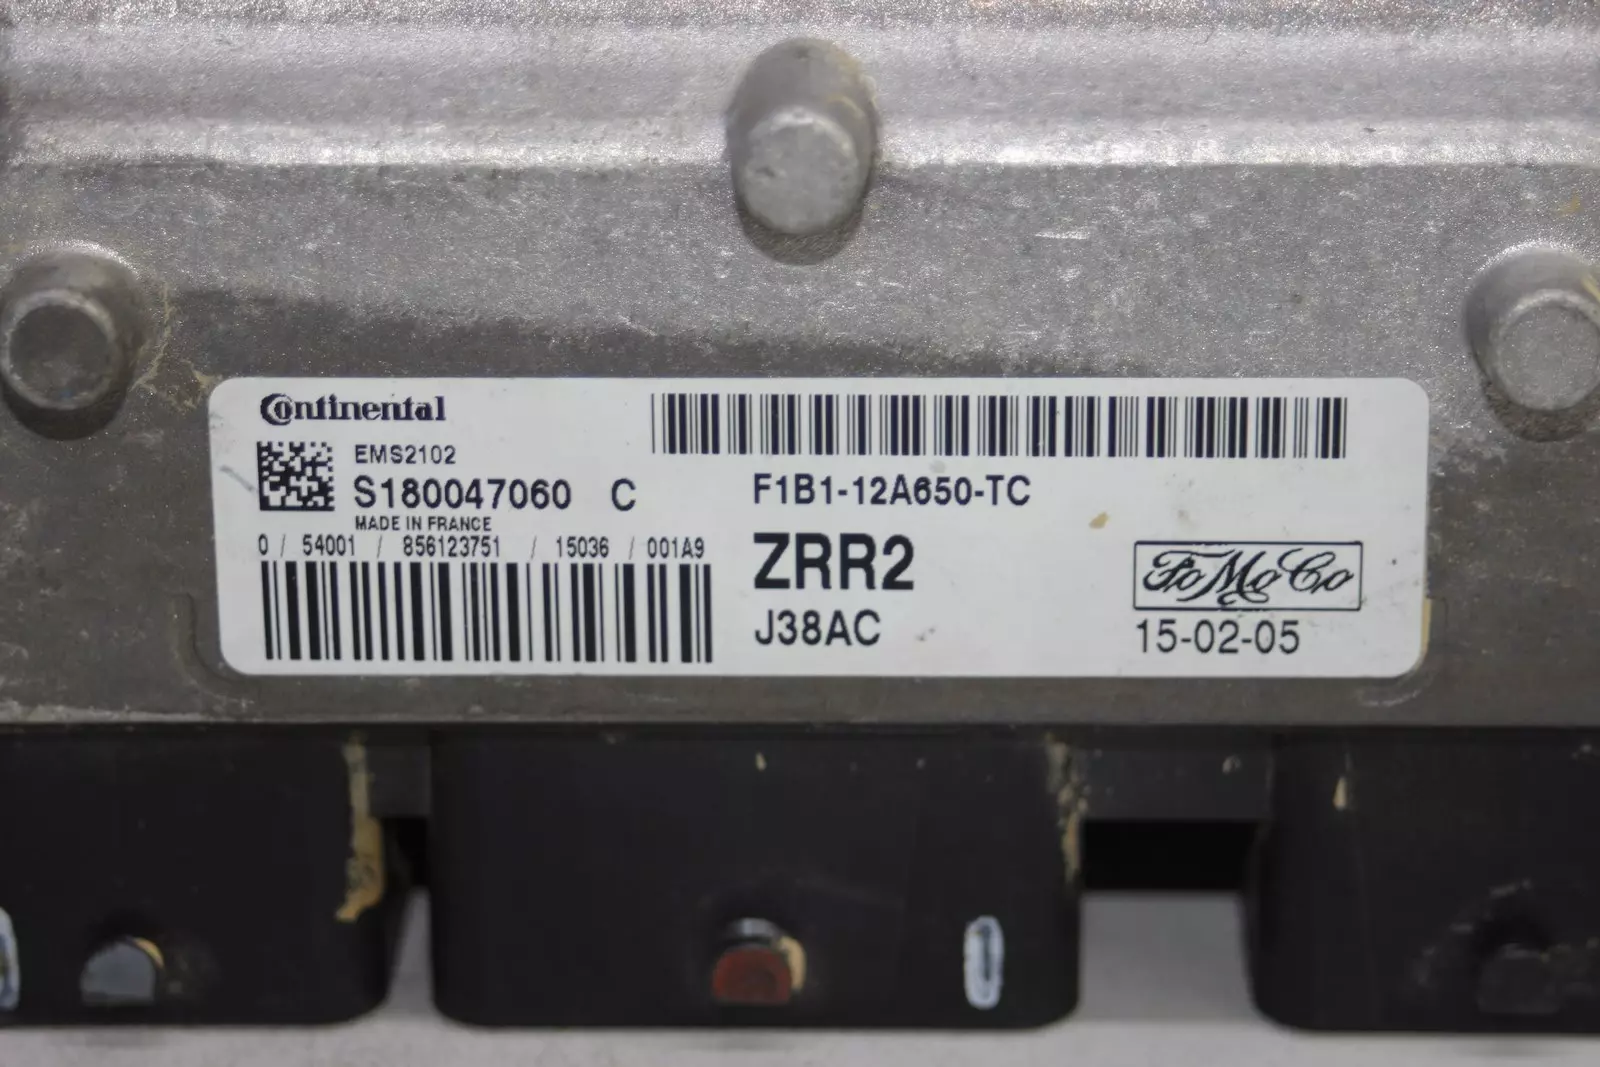 Continental
EMS2102
S180047060 C
MADE IN FRANCE
0 / 54001 / 856123751 / 15036 / 001A9
F1B1-12A650-TC
ZRR2
J38AC
FoMoCo
15-02-05